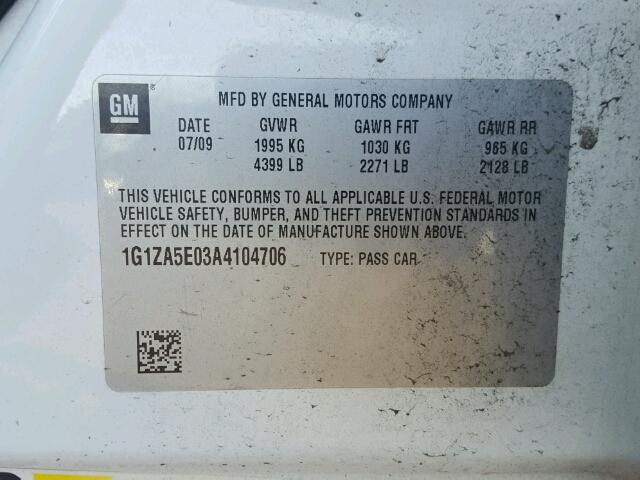 GM ® MFD BY GENERAL MOTORS COMPANY
DATE GVWR GAWR FRT GAWR RR
07/09 1995 KG 1030 KG 965 KG
4399 LB 2271 LB 2128 LB
THIS VEHICLE CONFORMS TO ALL APPLICABLE U.S. FEDERAL MOTOR
VEHICLE SAFETY, BUMPER, AND THEFT PREVENTION STANDARDS IN
EFFECT ON THE DATE OF MANUFACTURE SHOWN ABOVE.
1G1ZA5E03A4104706 TYPE: PASS CAR